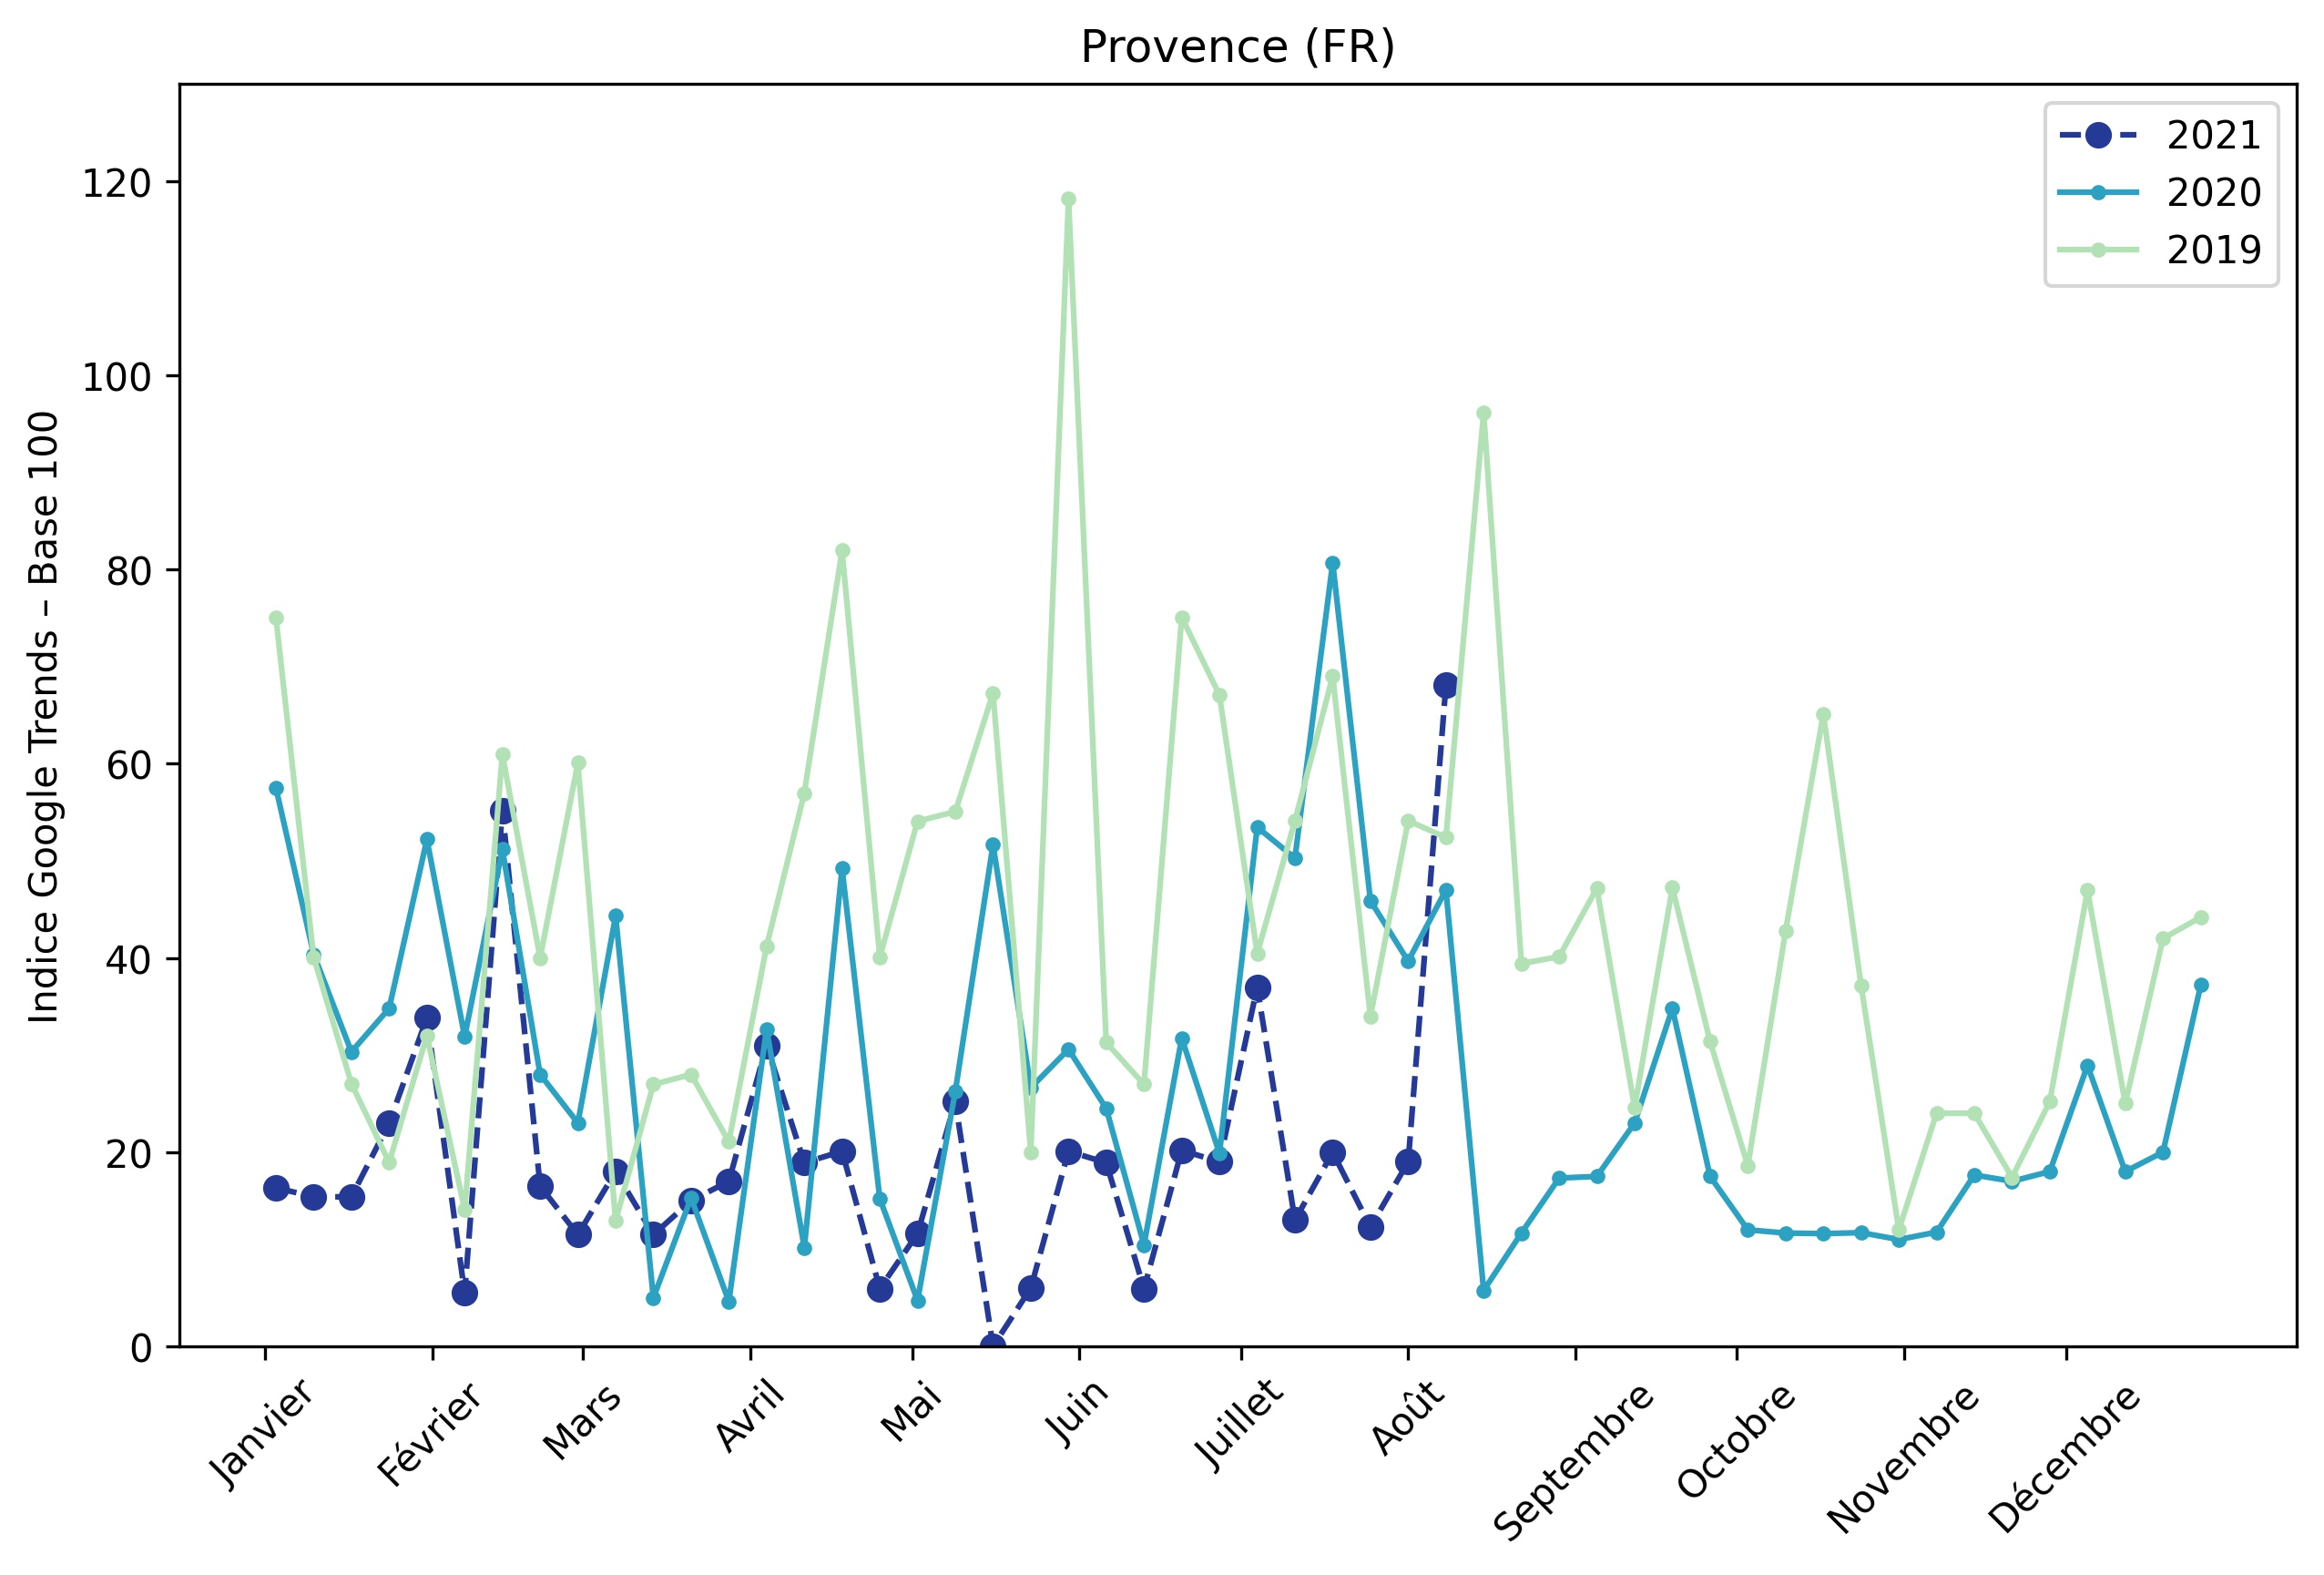 Provence (FR)
2021
2020
2019
Indice Google Trends – Base 100
120
100
80
60
40
20
0
Janvier
Février
Mars
Avril
Mai
Juin
Juillet
Août
Septembre
Octobre
Novembre
Décembre